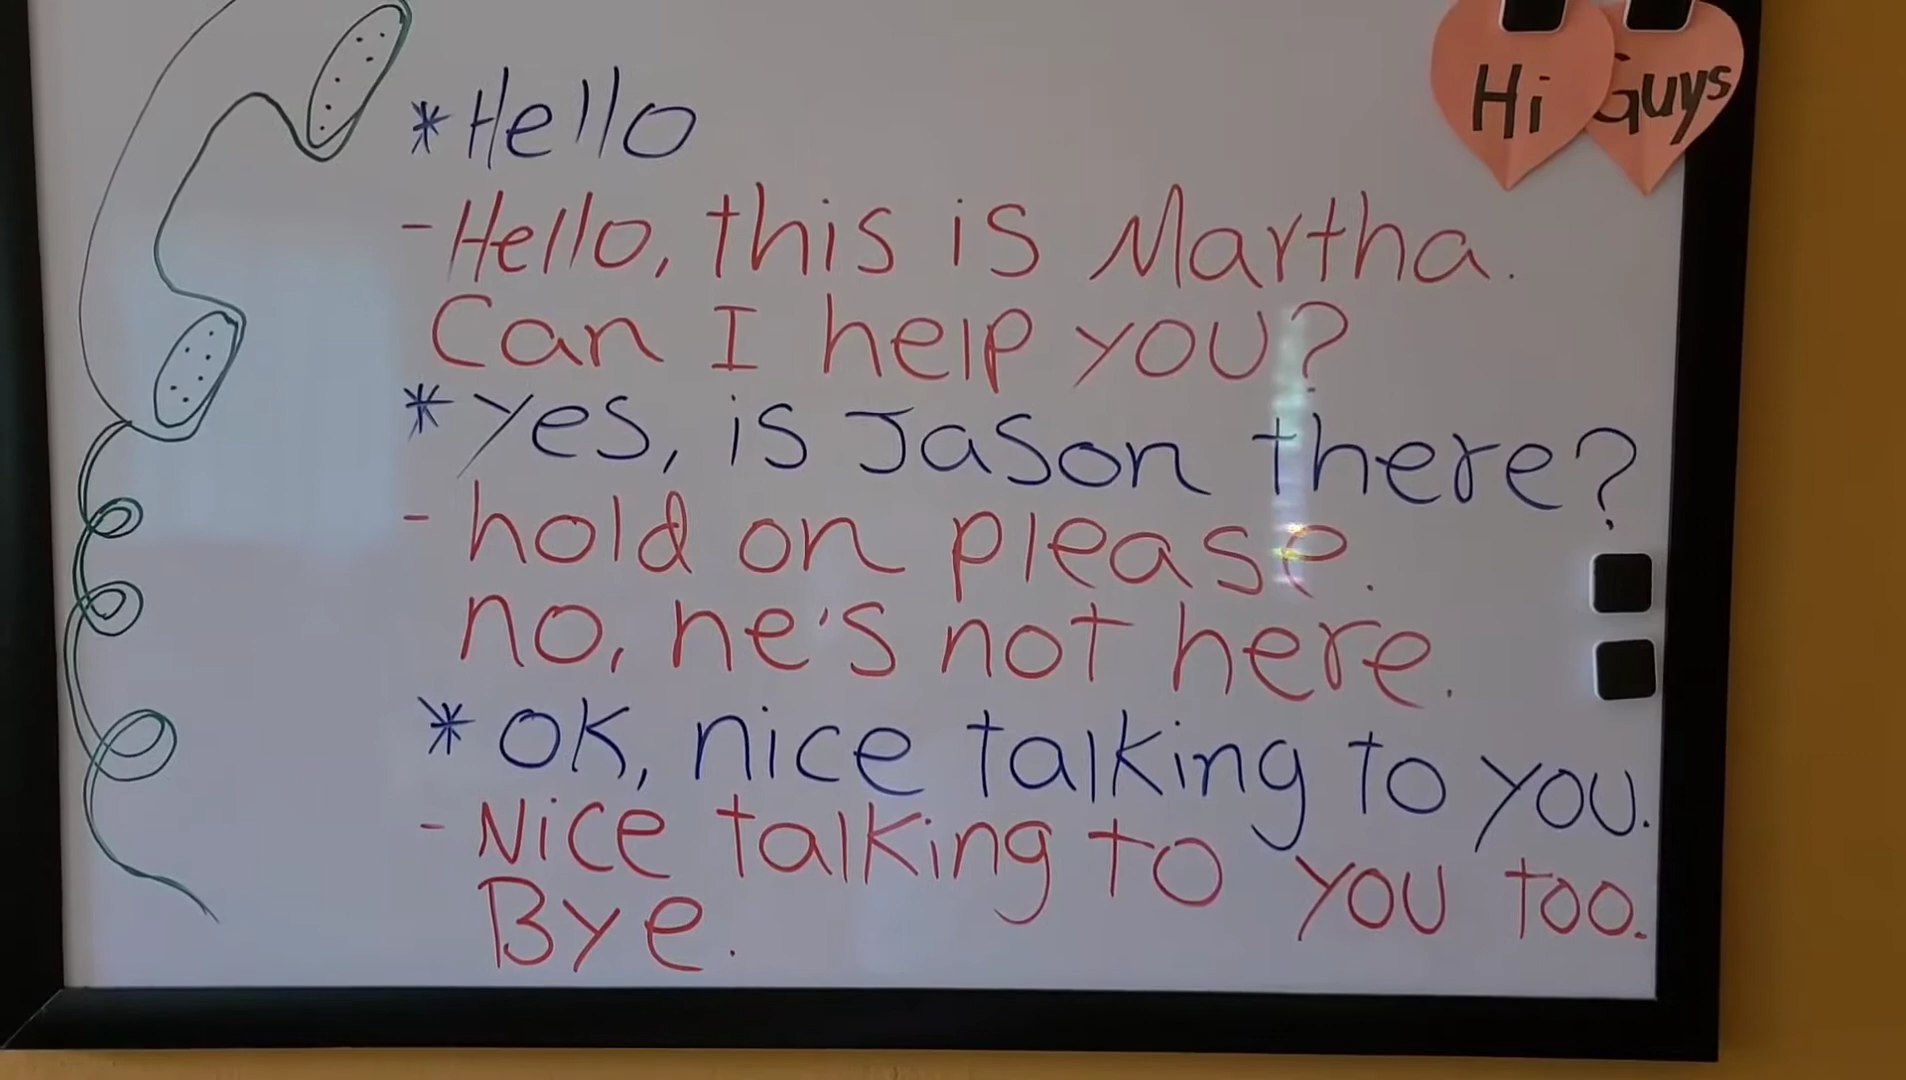 Hi Guys
*Hello
-Hello, this is Martha.
Can I help you?
*Yes, is Jason there?
- hold on please.
no, he's not here.
*OK, nice talking to you.
- Nice talking to you too.
Bye.